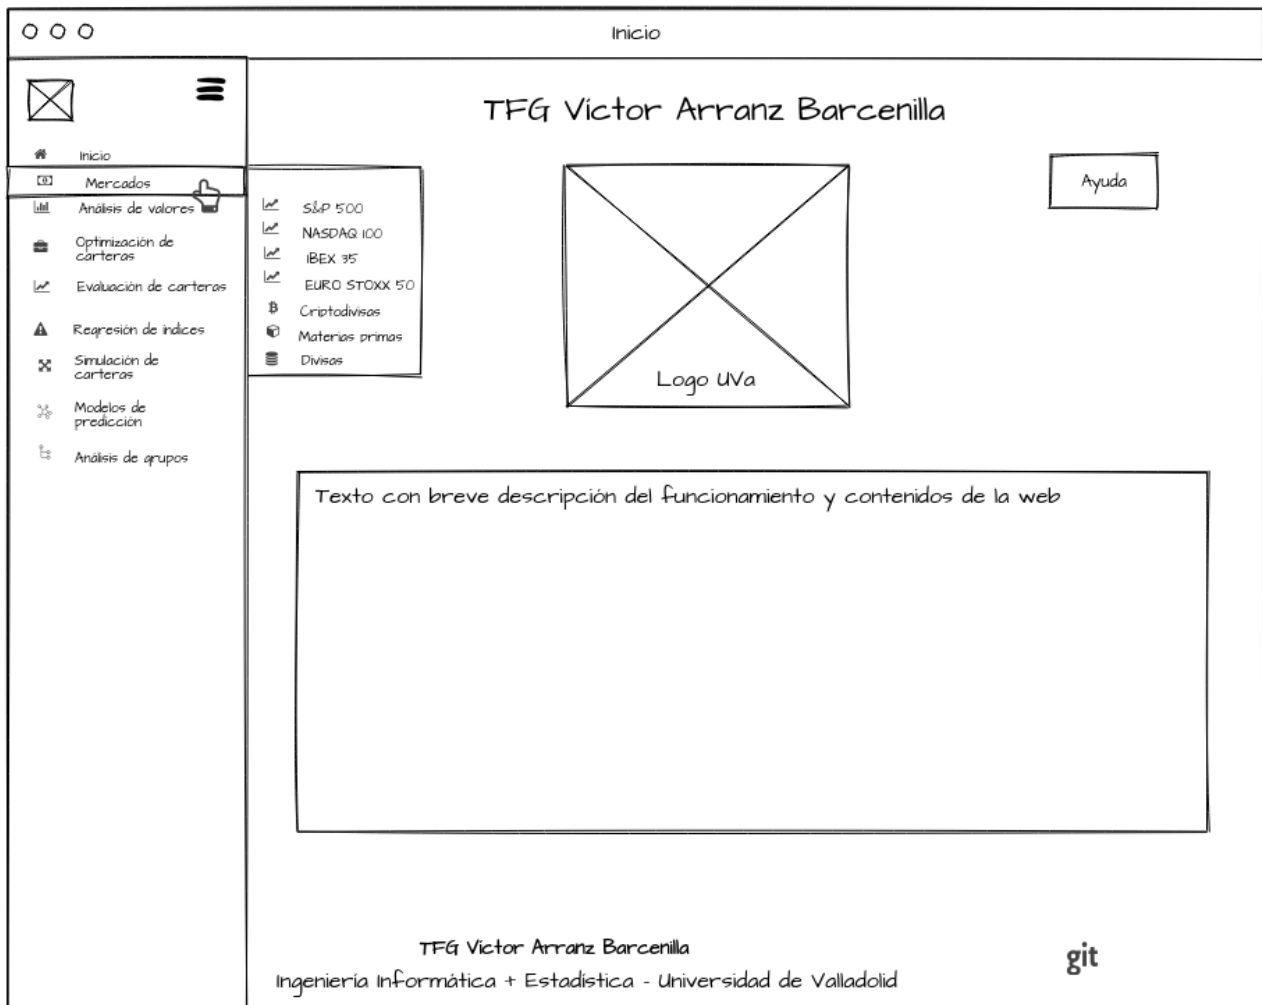 Inicio
TFG Víctor Arranz Barcenilla
Inicio
Mercados
Análisis de valores
Optimización de
carteras
Evaluación de carteras
Regresión de índices
Simulación de
carteras
Modelos de
predicción
Análisis de grupos
S&P 500
NASDAQ 100
IBEX 35
EURO STOXX 50
Criptodivisas
Materias primas
Divisas
Logo UVa
Ayuda
Texto con breve descripción del funcionamiento y contenidos de la web
TFG Víctor Arranz Barcenilla
Ingeniería Informática + Estadística - Universidad de Valladolid
git